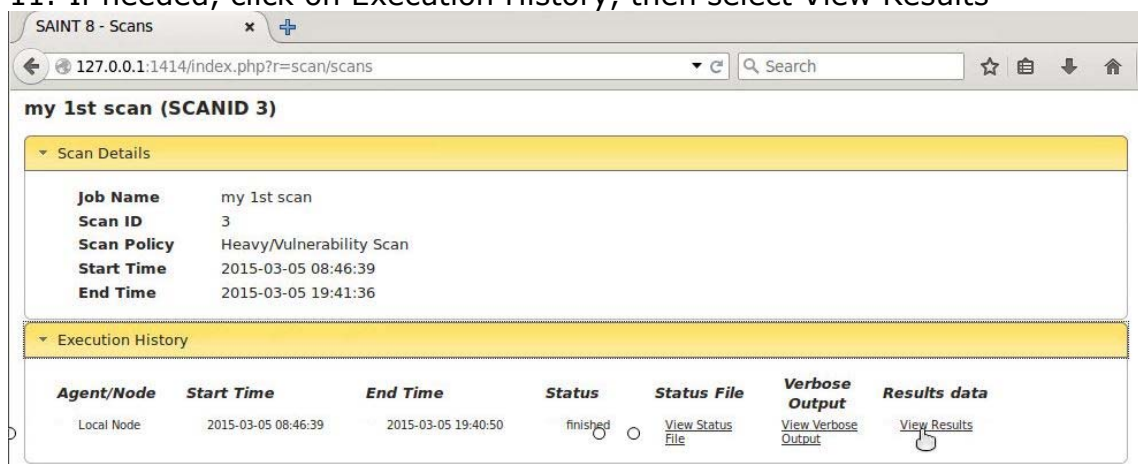 11. If needed, click on Execution History, then select View Results
SAINT 8 - Scans
127.0.0.1:1414/index.php?r=scan/scans
Search
my 1st scan (SCANID 3)
Scan Details
Job Name my 1st scan
Scan ID 3
Scan Policy Heavy/Vulnerability Scan
Start Time 2015-03-05 08:46:39
End Time 2015-03-05 19:41:36
Execution History
Agent/Node Start Time End Time Status Status File Verbose Output Results data
Local Node 2015-03-05 08:46:39 2015-03-05 19:40:50 finished View Status File View Verbose Output View Results